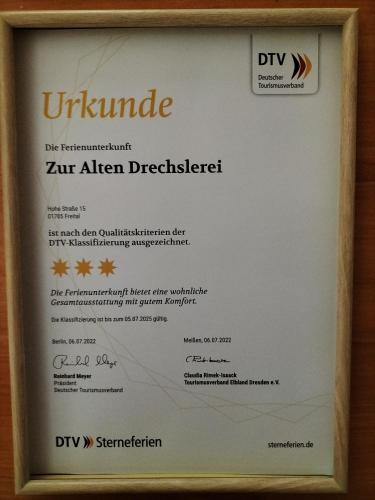 DTV
Deutscher
Tourismusverband
Urkunde
Die Ferienunterkunft
Zur Alten Drechslerei
Hohe Straße 15
01705 Freital
ist nach den Qualitätskriterien der
DTV-Klassifizierung ausgezeichnet.
Die Ferienunterkunft bietet eine wohnliche
Gesamtausstattung mit gutem Komfort.
Die Klassifizierung ist bis zum 05.07.2025 gültig.
Berlin, 06.07.2022
Meißen, 06.07.2022
Reinhard Meyer
Präsident
Deutscher Tourismusverband
Claudia Rimek-Isaack
Tourismusverband Elbland Dresden e.V.
DTV Sterneferien
sterneferien.de